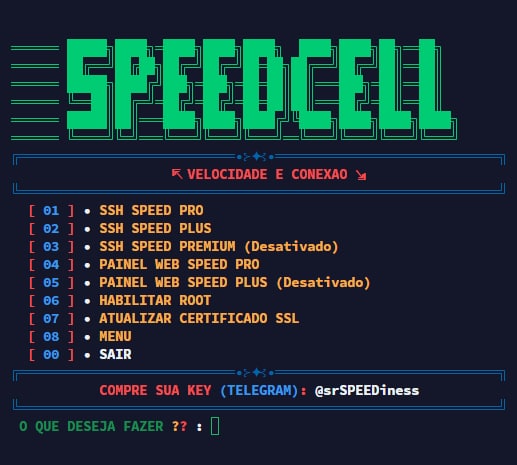 SPEEDCELL
VELOCIDADE E CONEXAO
[ 01 ] • SSH SPEED PRO
[ 02 ] • SSH SPEED PLUS
[ 03 ] • SSH SPEED PREMIUM (Desativado)
[ 04 ] • PAINEL WEB SPEED PRO
[ 05 ] • PAINEL WEB SPEED PLUS (Desativado)
[ 06 ] • HABILITAR ROOT
[ 07 ] • ATUALIZAR CERTIFICADO SSL
[ 08 ] • MENU
[ 00 ] • SAIR
COMPRE SUA KEY (TELEGRAM): @srSPEEDiness
O QUE DESEJA FAZER ?? :